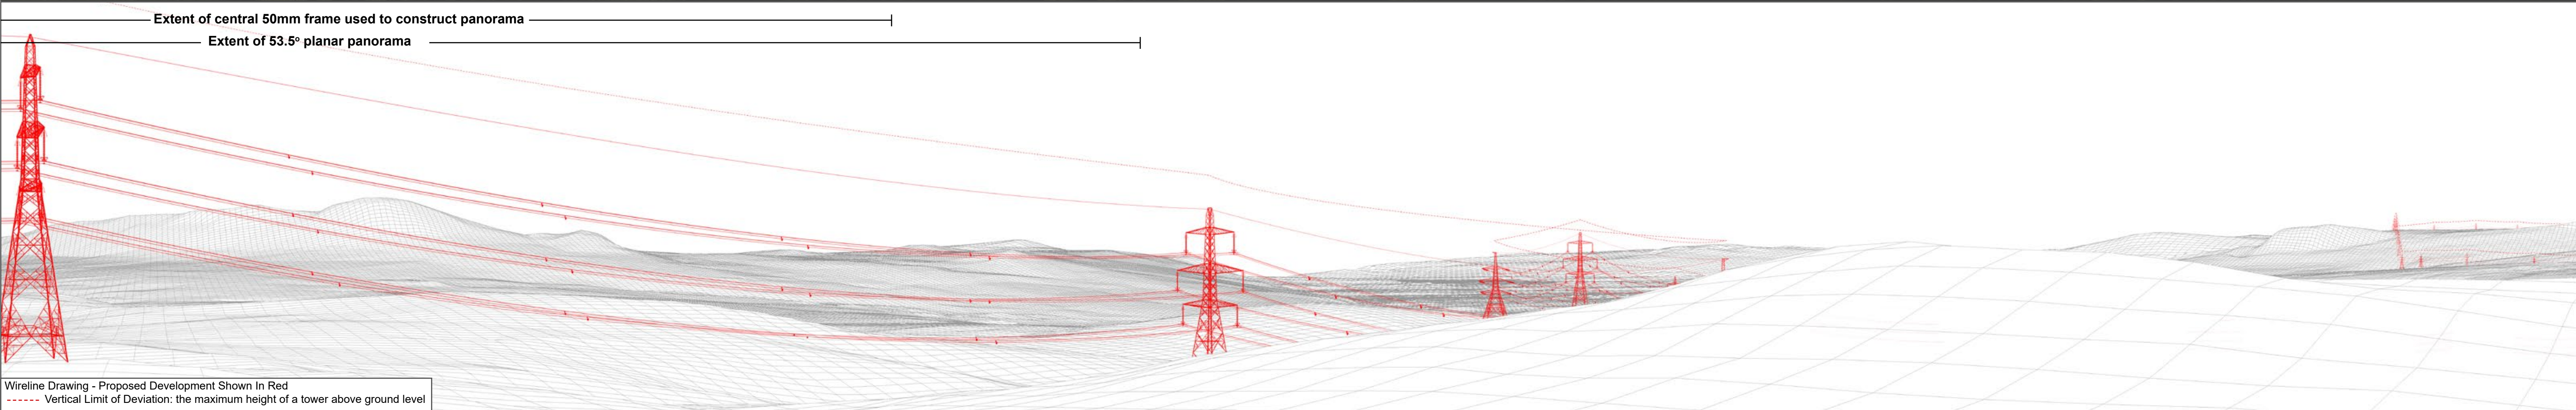 Extent of central 50mm frame used to construct panorama
Extent of 53.5º planar panorama
Wireline Drawing - Proposed Development Shown In Red
Vertical Limit of Deviation: the maximum height of a tower above ground level